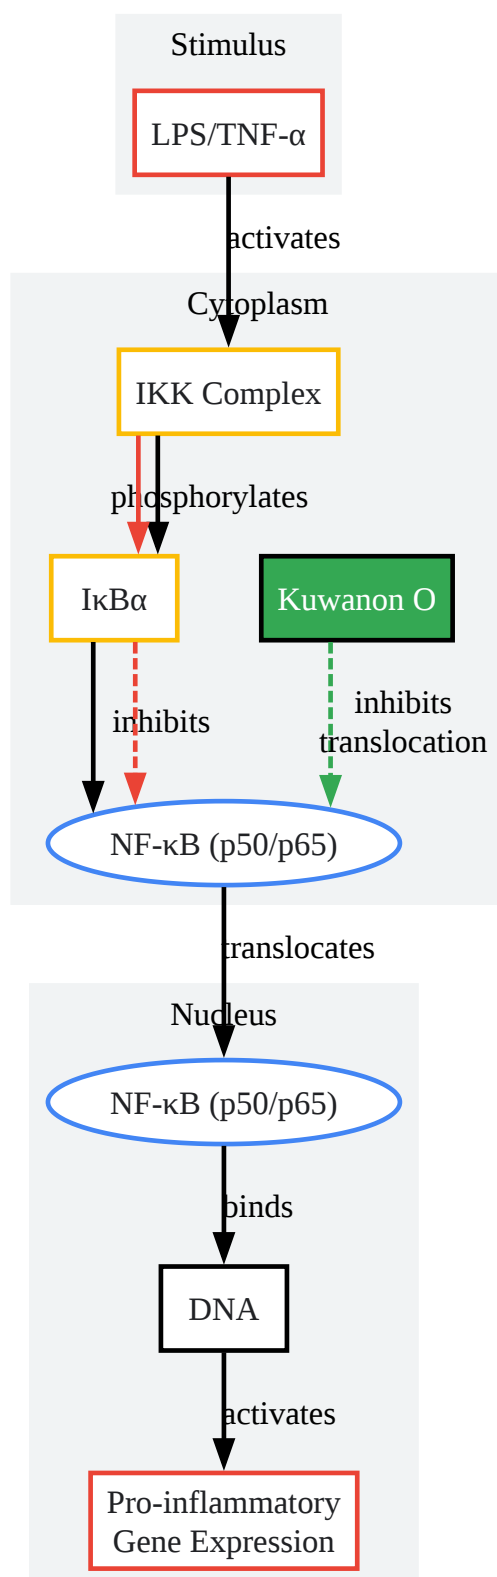 Stimulus
LPS/TNF-α
activates
Cytoplasm
IKK Complex
phosphorylates
IκBα
Kuwanon O
inhibits
inhibits
translocation
NF-κB (p50/p65)
translocates
Nucleus
NF-κB (p50/p65)
binds
DNA
activates
Pro-inflammatory
Gene Expression